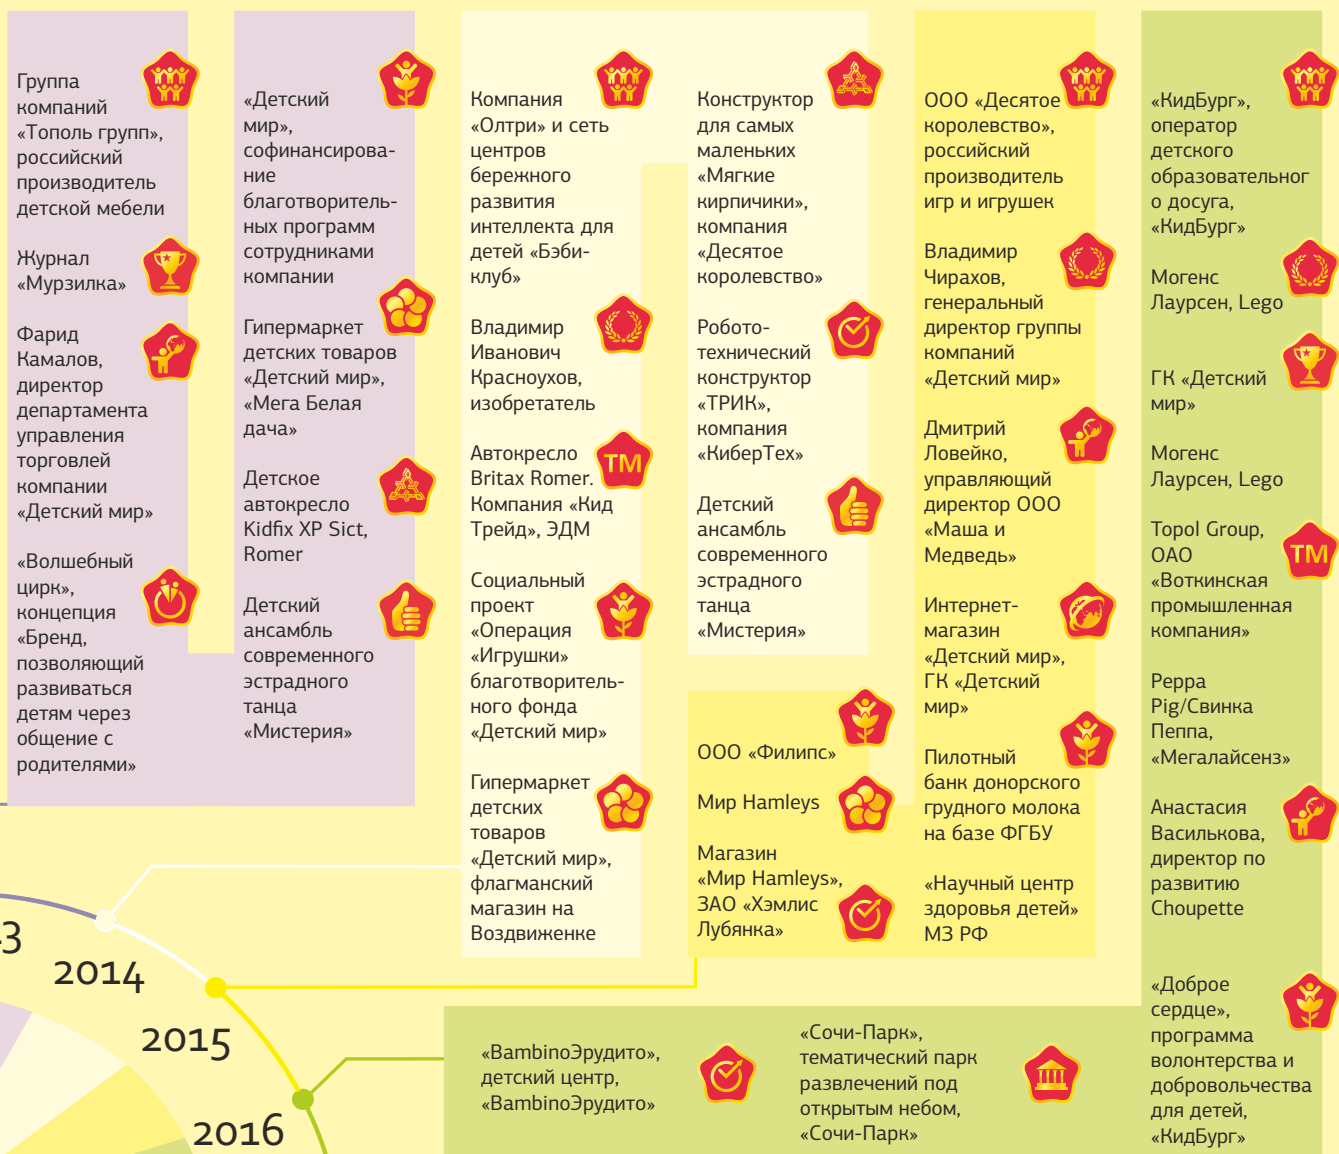 Группа
компаний
«Тополь групп»,
российский
производитель
детской мебели
Журнал
«Мурзилка»
Фарид
Камалов,
директор
департамента
управления
торговлей
компании
«Детский мир»
«Волшебный
цирк»,
концепция
«Бренд,
позволяющий
развиваться
детям через
общение с
родителями»
«Детский
мир»,
софинансирова-
ние
благотворитель-
ных программ
сотрудниками
компании
Гипермаркет
детских товаров
«Детский мир»,
«Мега Белая
дача»
Детское
автокресло
Kidfix XP Sict,
Romer
Детский
ансамбль
современного
эстрадного
танца
«Мистерия»
Компания
«Олтри» и сеть
центров
бережного
развития
интеллекта для
детей «Бэби-
клуб»
Владимир
Иванович
Красноухов,
изобретатель
Автокресло
Britax Romer.
Компания «Кид
Трейд», ЭДМ
TM
Социальный
проект
«Операция
«Игрушки»
благотворитель-
ного фонда
«Детский мир»
Гипермаркет
детских
товаров
«Детский мир»,
флагманский
магазин на
Воздвиженке
Конструктор
для самых
маленьких
«Мягкие
кирпичики»,
компания
«Десятое
королевство»
Робото-
технический
конструктор
«ТРИК»,
компания
«КиберТех»
Детский
ансамбль
современного
эстрадного
танца
«Мистерия»
ООО «Филипс»
Мир Hamleys
Магазин
«Мир Hamleys»,
ЗАО «Хэмлис
Лубянка»
ООО «Десятое
королевство»,
российский
производитель
игр и игрушек
Владимир
Чирахов,
генеральный
директор группы
компаний
«Детский мир»
Дмитрий
Ловейко,
управляющий
директор ООО
«Маша и
Медведь»
Интернет-
магазин
«Детский мир»,
ГК «Детский
мир»
Пилотный
банк донорского
грудного молока
на базе ФГБУ
«Научный центр
здоровья детей»
МЗ РФ
«КидБург»,
оператор
детского
образовательног
о досуга,
«КидБург»
Могенс
Лаурсен, Lego
ГК «Детский
мир»
Могенс
Лаурсен, Lego
Topol Group,
ОАО
«Воткинская
промышленная
компания»
TM
Peppa
Pig/Свинка
Пеппа,
«Мегалайсенз»
Анастасия
Василькова,
директор по
развитию
Choupette
«Доброе
сердце»,
программа
волонтерства и
добровольчества
для детей,
«КидБург»
«BambinoЭрудито»,
детский центр,
«BambinoЭрудито»
«Сочи-Парк»,
тематический парк
развлечений под
открытым небом,
«Сочи-Парк»
3
2014
2015
2016